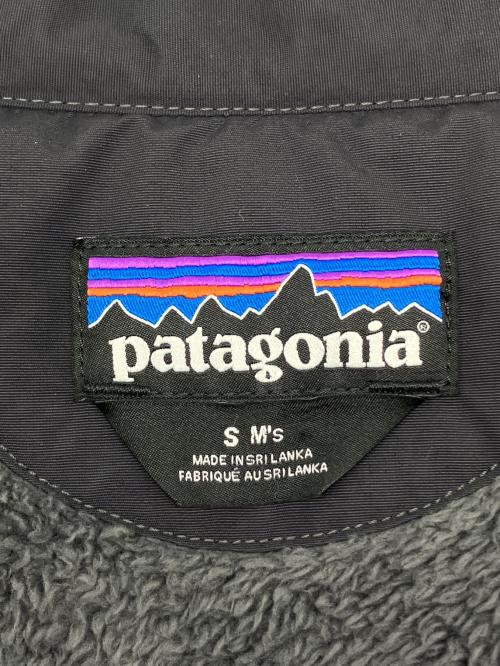 patagonia®
S M's
MADE IN SRI LANKA
FABRIQUÉ AU SRI LANKA